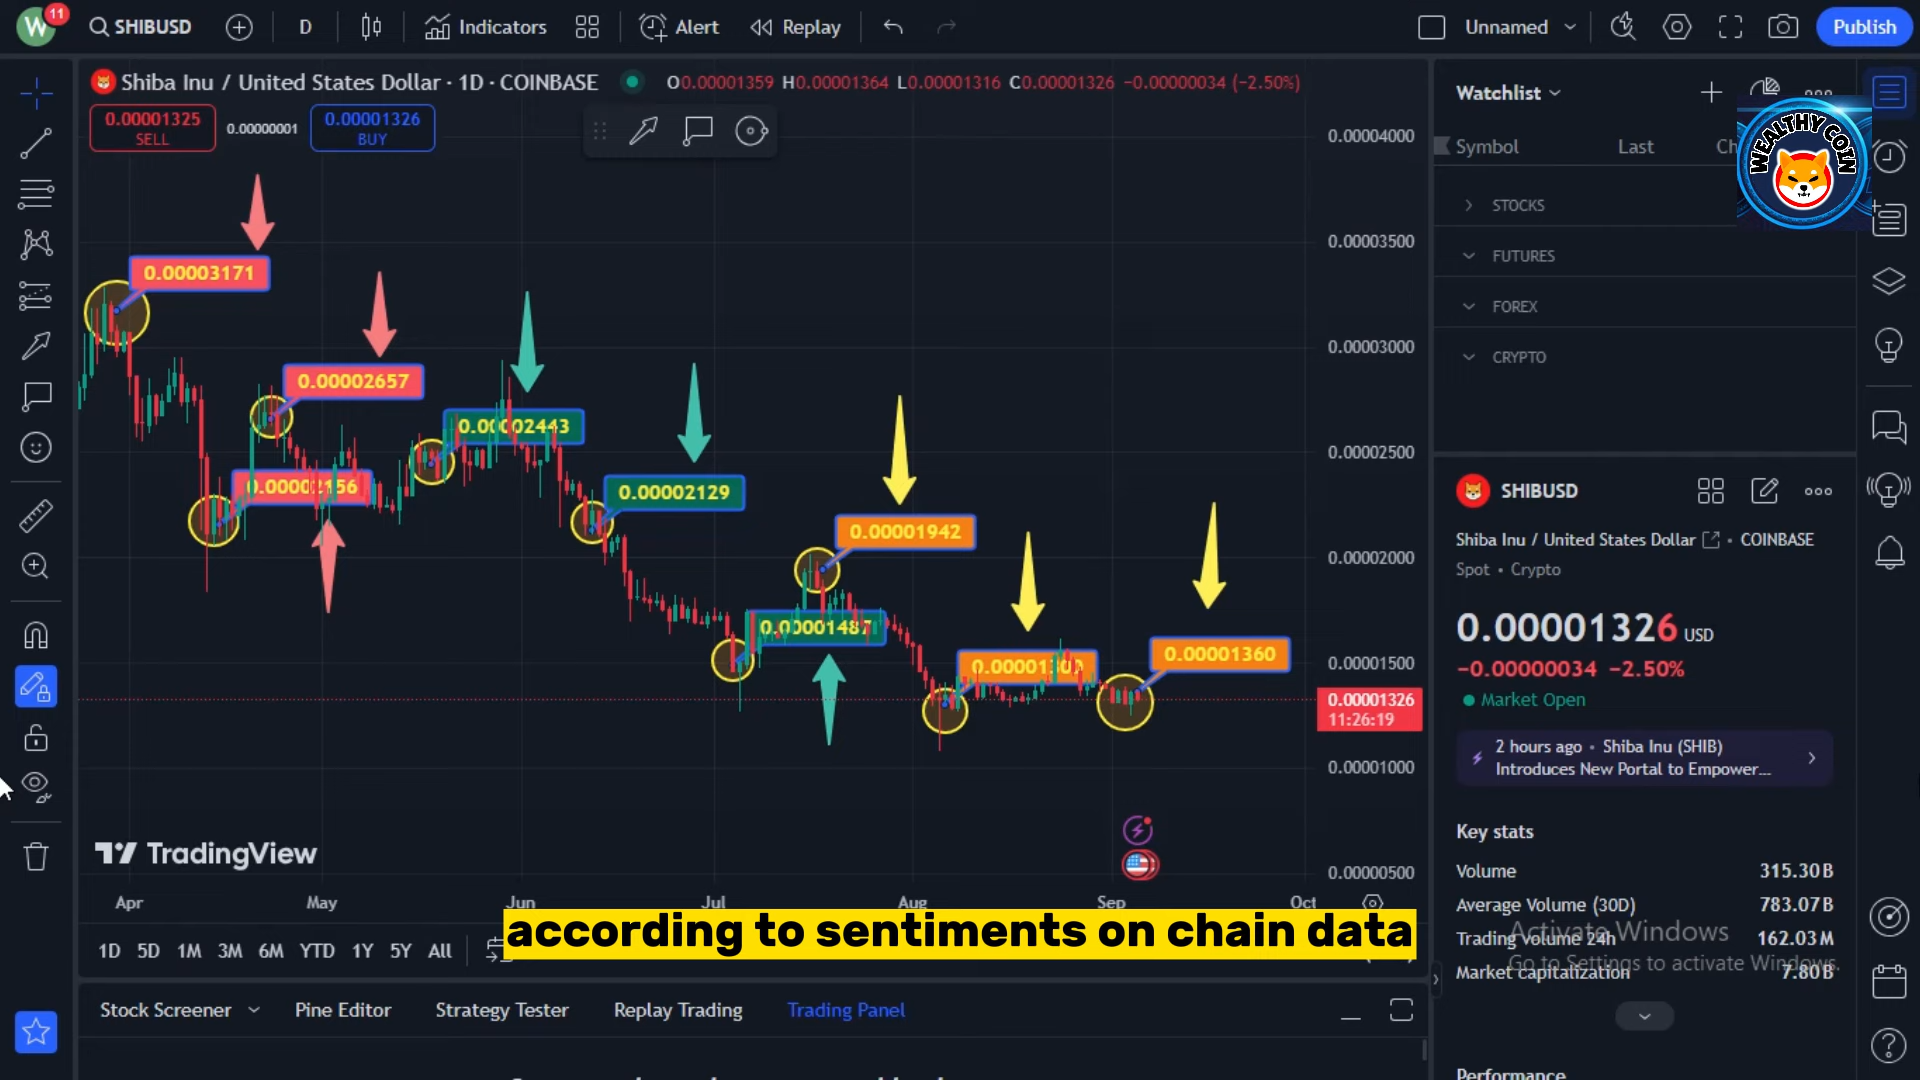 W 11 SHIBUSD D Indicators Alert Replay Unnamed Publish
Shiba Inu / United States Dollar · 1D · COINBASE O0.00001359 H0.00001364 L0.00001316 C0.00001326 −0.00000034 (−2.50%)
0.00001325
SELL
0.00000001
0.00001326
BUY
0.00003171
0.00002657
0.00002156
0.00002443
0.00002129
0.00001942
0.00001487
0.00001360
0.00004000
0.00003500
0.00003000
0.00002500
0.00002000
0.00001500
0.00001326
11:26:19
0.00001000
0.00000500
TradingView
Apr May Jun Jul Aug Sep Oct
according to sentiments on chain data
1D 5D 1M 3M 6M YTD 1Y 5Y All
Stock Screener Pine Editor Strategy Tester Replay Trading Trading Panel
Watchlist
WEALTHY COIN
Symbol Last Ch
STOCKS
FUTURES
FOREX
CRYPTO
SHIBUSD
Shiba Inu / United States Dollar • COINBASE
Spot • Crypto
0.00001326 USD
−0.00000034 −2.50%
Market Open
2 hours ago • Shiba Inu (SHIB)
Introduces New Portal to Empower...
Key stats
Volume 315.30B
Average Volume (30D) 783.07B
Trading volume 24h 162.03M
Market capitalization 7.80B
Activate Windows
Go to Settings to activate Windows.
Performance